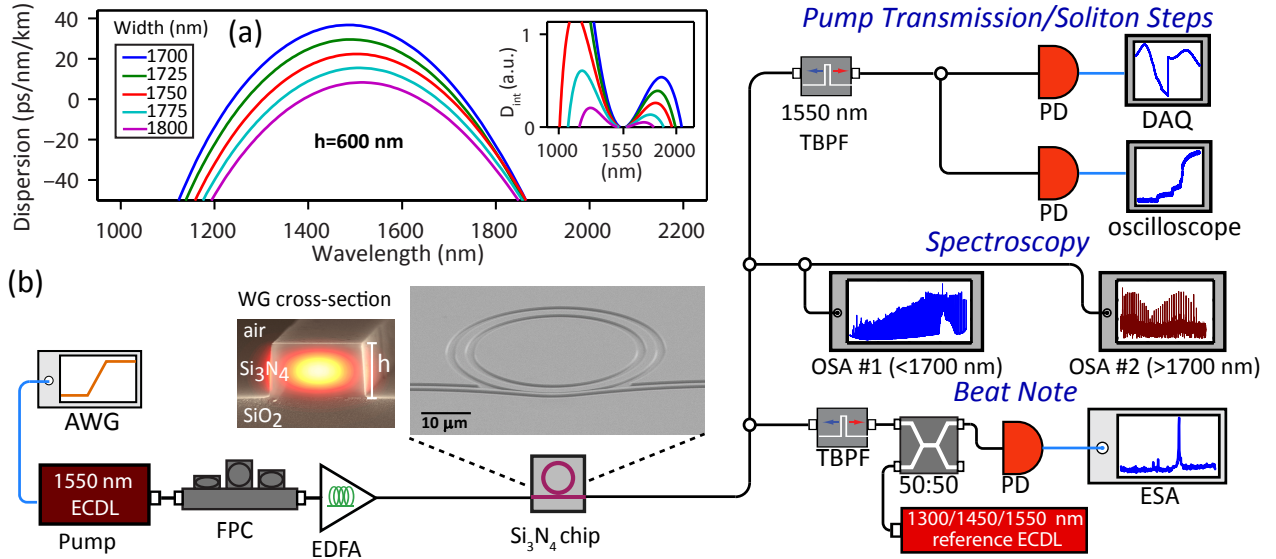 (a)
Width (nm)
1700
1725
1750
1775
1800
h=600 nm
Dispersion (ps/nm/km)
40
20
0
−20
−40
1000
1200
1400
1600
1800
2000
2200
Wavelength (nm)
D_int (a.u.)
1
0
1000
1550
2000
(nm)
(b)
WG cross-section
air
Si₃N₄
h
SiO₂
10 μm
AWG
1550 nm
ECDL
Pump
FPC
EDFA
Si₃N₄ chip
Pump Transmission/Soliton Steps
1550 nm
TBPF
PD
DAQ
PD
oscilloscope
Spectroscopy
OSA #1 (<1700 nm)
OSA #2 (>1700 nm)
Beat Note
TBPF
50:50
PD
ESA
1300/1450/1550 nm
reference ECDL